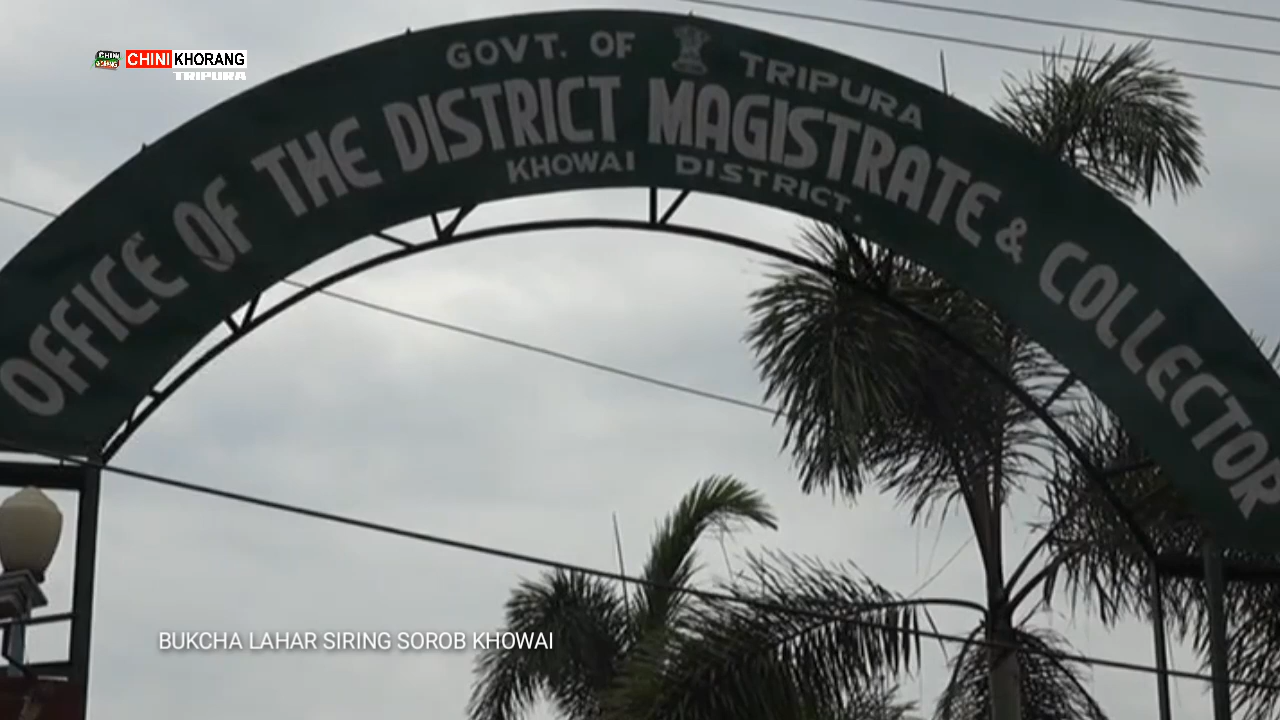 CHINI KHORANG
TRIPURA
GOVT. OF TRIPURA
OFFICE OF THE DISTRICT MAGISTRATE & COLLECTOR
KHOWAI DISTRICT.
BUKCHA LAHAR SIRING SOROB KHOWAI